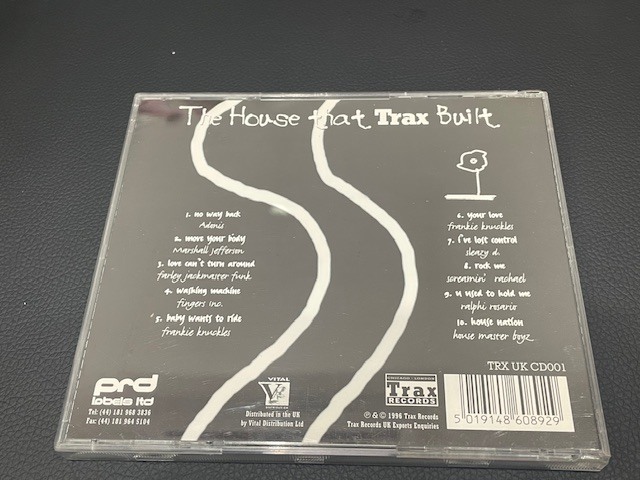 The House that Trax Built
1. no way back
Adonis
2. move your body
Marshall jefferson
3. love can't turn around
farley jackmaster funk
4. washing machine
fingers inc.
5. baby wants to ride
frankie knuckles
6. your love
frankie knuckles
7. i've lost control
sleazy d.
8. rock me
screamin' rachael
9. u used to hold me
ralphi rosario
10. house nation
house master boyz
TRX UK CD001
prd
labels ltd
Tel: (44) 181 968 3836
Fax: (44) 181 964 5104
VITAL
V
Distributed in the UK
by Vital Distribution Ltd
CHICAGO · LONDON
Trax
RECORDS
℗ & © 1996 Trax Records
Trax Records UK Exports Enquiries
5 019148 608929